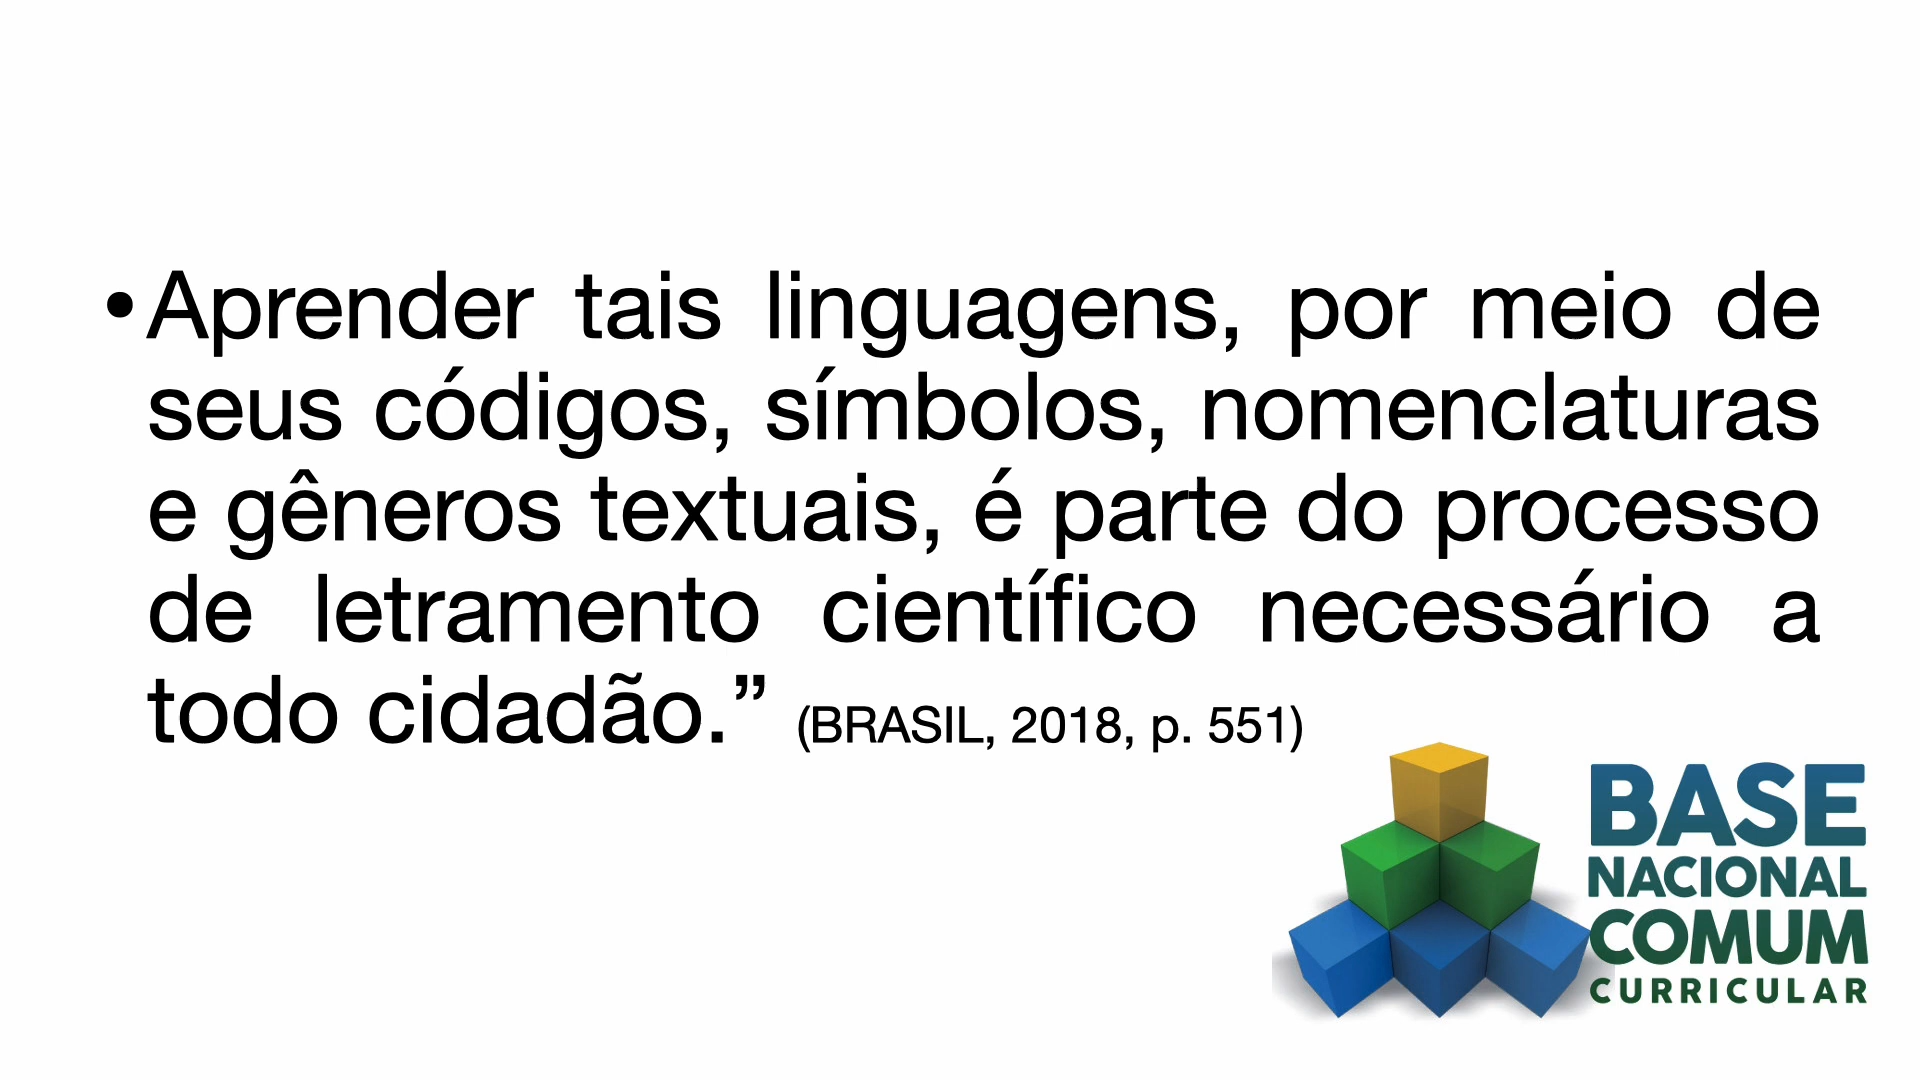 •Aprender tais linguagens, por meio de
seus códigos, símbolos, nomenclaturas
e gêneros textuais, é parte do processo
de letramento científico necessário a
todo cidadão.” (BRASIL, 2018, p. 551)
BASE
NACIONAL
COMUM
CURRICULAR